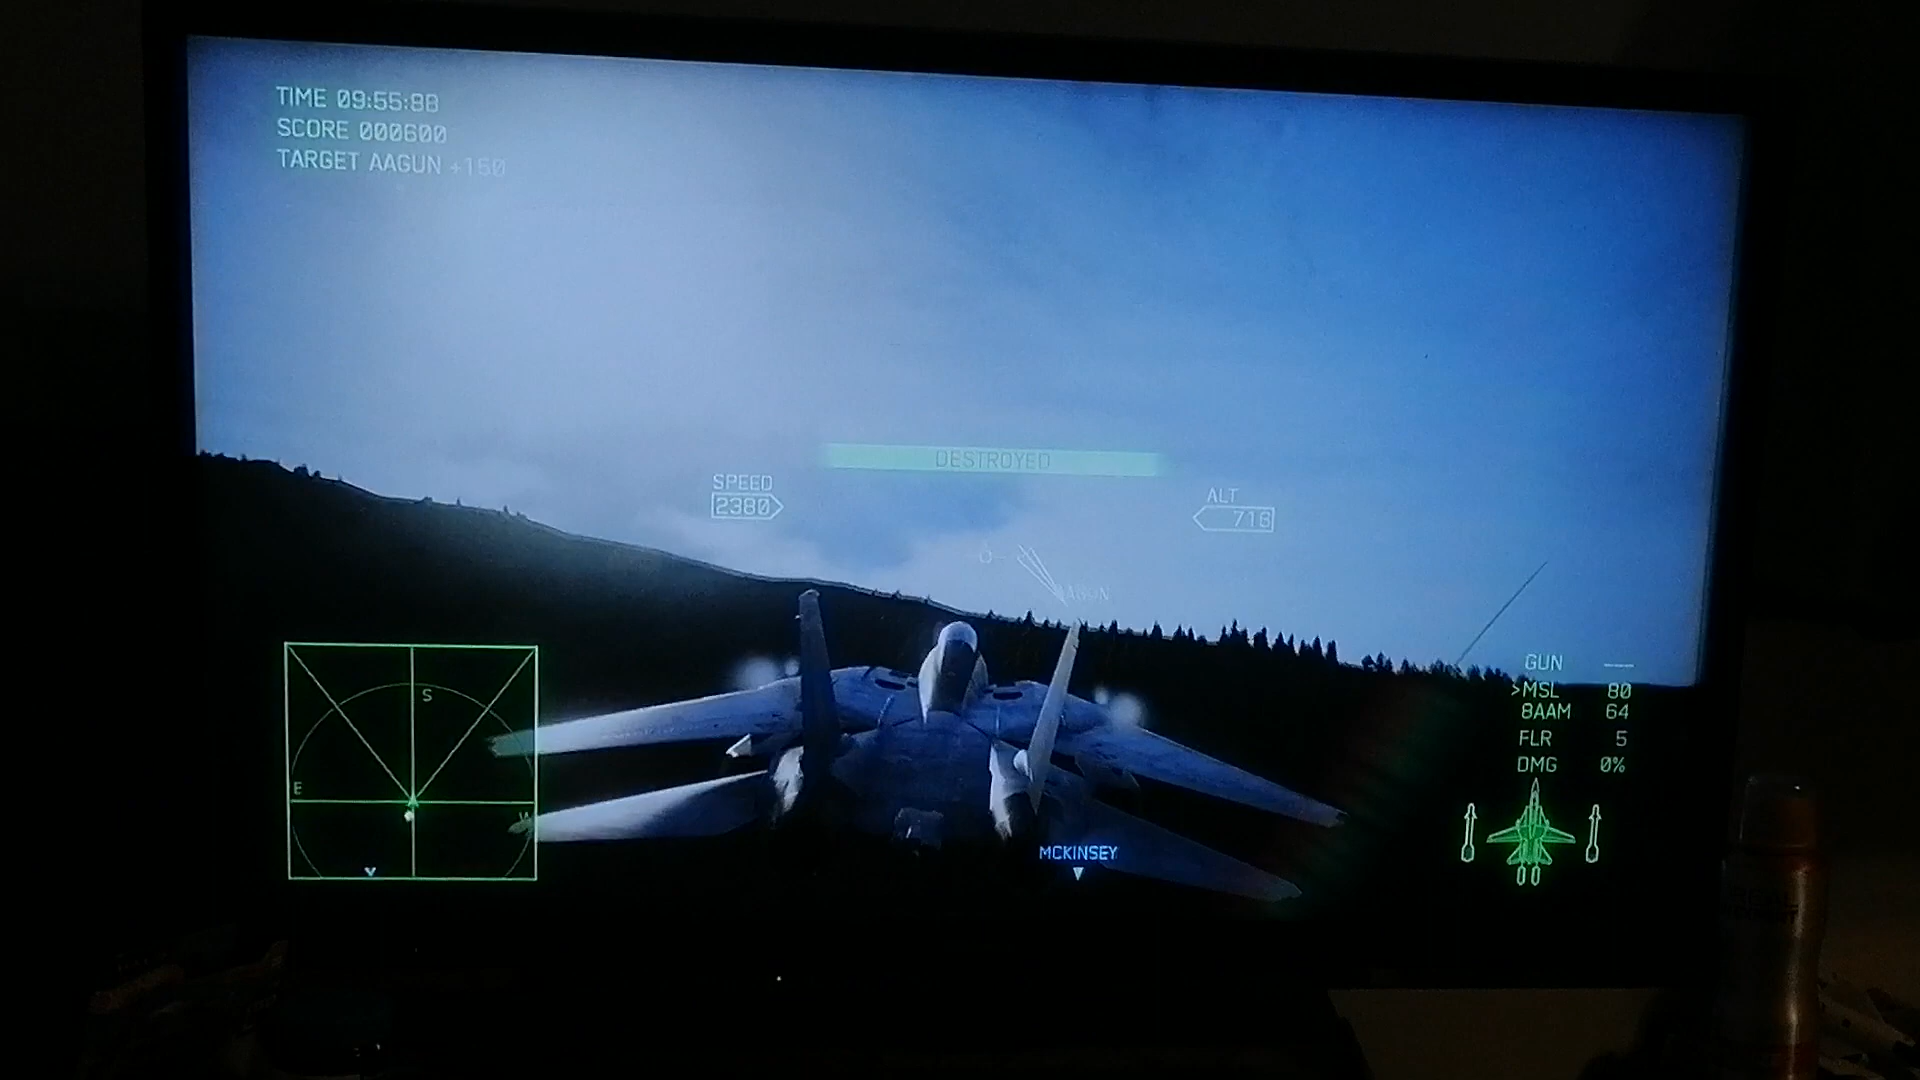 TIME 09:55:88
SCORE 000600
TARGET AAGUN +150
DESTROYED
SPEED
2380
ALT
716
GUN ---
>MSL 80
8AAM 64
FLR 5
DMG 0%
S
E
W
MCKINSEY